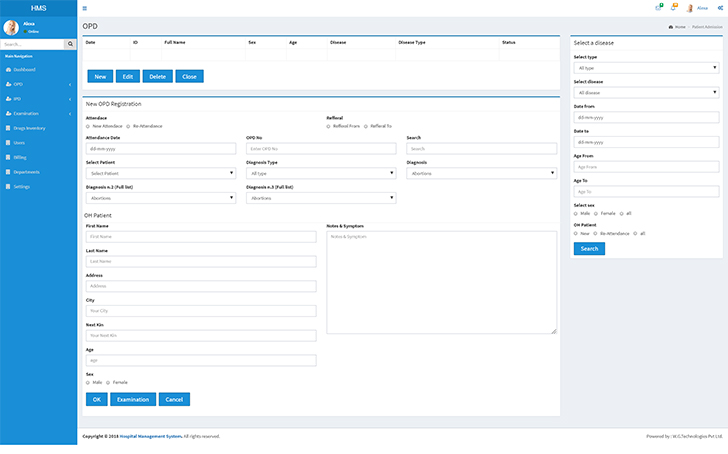 HMS
Alexa
Alexa
Online
Search...
Main Navigation
Dashboard
OPD
IPD
Examination
Drugs Inventory
Users
Billing
Departments
Settings
OPD
Home - Patient Admission
Date ID Full Name Sex Age Disease Disease Type Status
New Edit Delete Close
New OPD Registration
Attendace Refferal
New Attendace Re-Attendance Refferal From Refferal To
Attendance Date OPD No Search
dd-mm-yyyy Enter OPD No Search
Select Patient Diagnosis Type Diagnosis
Select Patient All type Abortions
Diagnosis n.2 (Full list) Diagnosis n.3 (Full list)
Abortions Abortions
OH Patient
First Name Notes & Symptom
First Name Notes & Symptom
Last Name
Last Name
Address
Address
City
Your City
Next Kin
Your Next Kin
Age
Age
Sex
Male Female
OK Examination Cancel
Select a disease
Select type
All type
Select disease
All disease
Date from
dd-mm-yyyy
Date to
dd-mm-yyyy
Age From
Age From
Age To
Age To
Select sex
Male Female all
OH Patient
New Re-Attendance all
Search
Copyright © 2018 Hospital Management System. All rights reserved.
Powered by : W.G.Technologies Pvt Ltd.